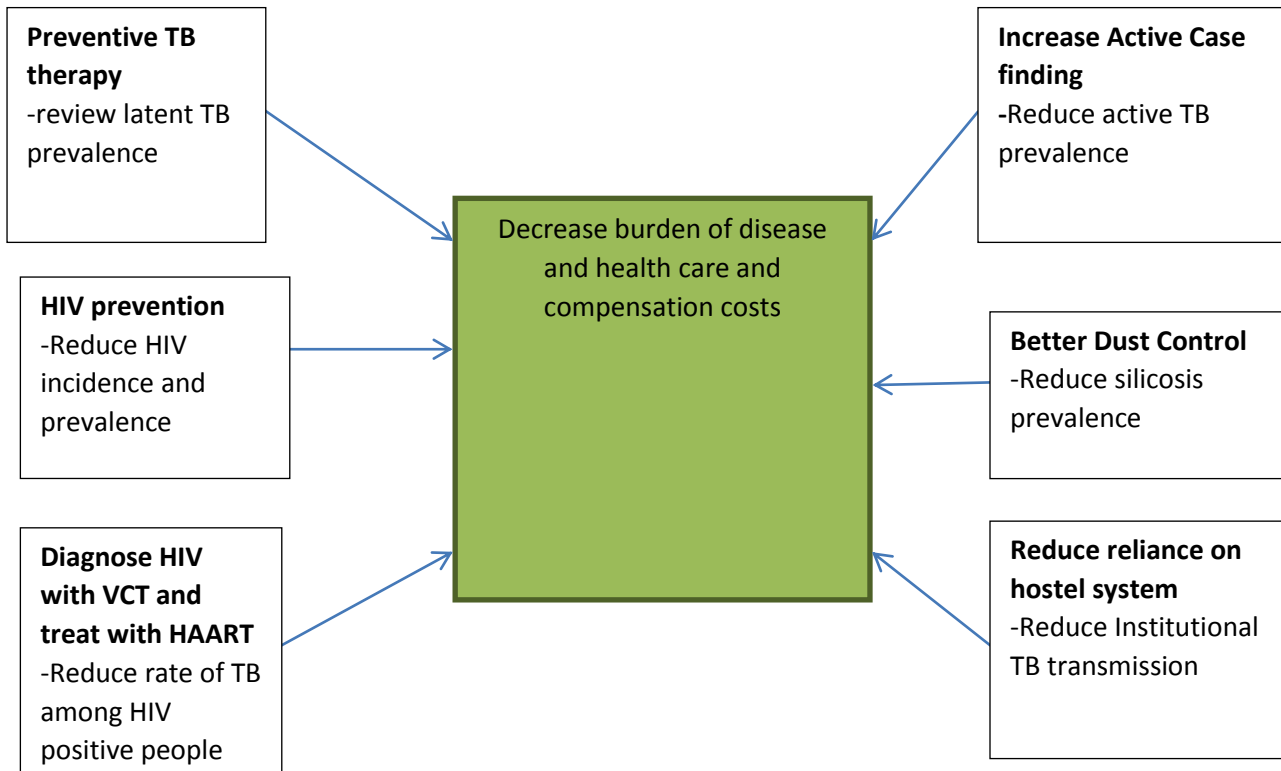 Preventive TB
therapy
-review latent TB
prevalence
HIV prevention
-Reduce HIV
incidence and
prevalence
Diagnose HIV
with VCT and
treat with HAART
-Reduce rate of TB
among HIV
positive people
Decrease burden of disease
and health care and
compensation costs
Increase Active Case
finding
-Reduce active TB
prevalence
Better Dust Control
-Reduce silicosis
prevalence
Reduce reliance on
hostel system
-Reduce Institutional
TB transmission